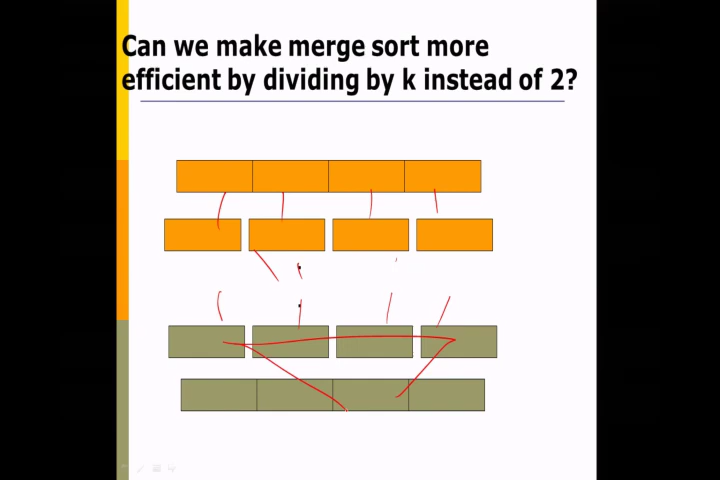 Can we make merge sort more
efficient by dividing by k instead of 2?